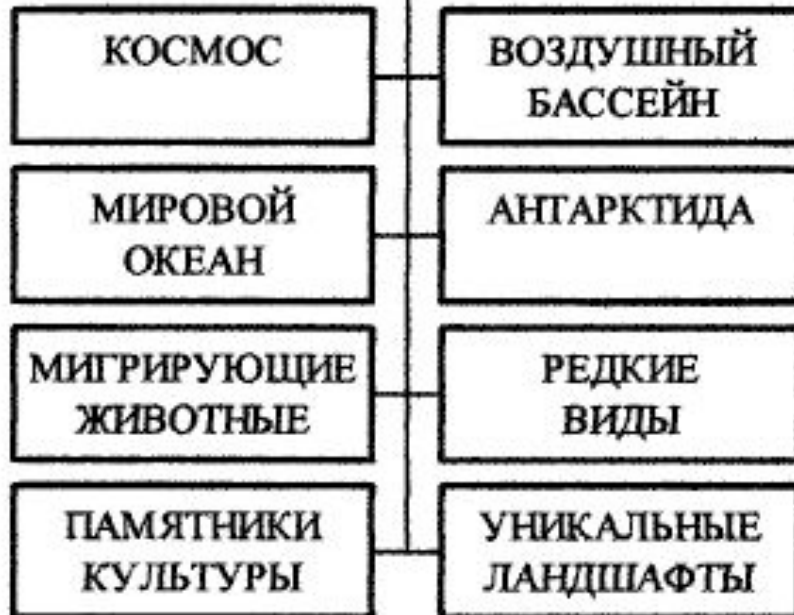 КОСМОС
ВОЗДУШНЫЙ
БАССЕЙН
МИРОВОЙ
ОКЕАН
АНТАРКТИДА
МИГРИРУЮЩИЕ
ЖИВОТНЫЕ
РЕДКИЕ
ВИДЫ
ПАМЯТНИКИ
КУЛЬТУРЫ
УНИКАЛЬНЫЕ
ЛАНДШАФТЫ